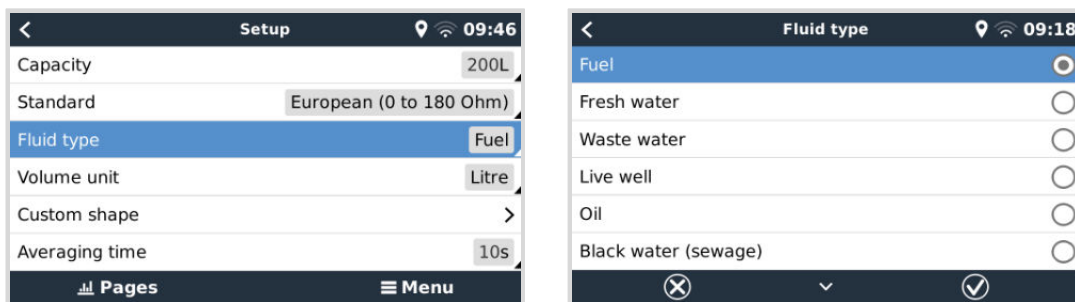 Setup 09:46
Capacity 200L
Standard European (0 to 180 Ohm)
Fluid type Fuel
Volume unit Litre
Custom shape
Averaging time 10s
Pages Menu
Fluid type 09:18
Fuel
Fresh water
Waste water
Live well
Oil
Black water (sewage)